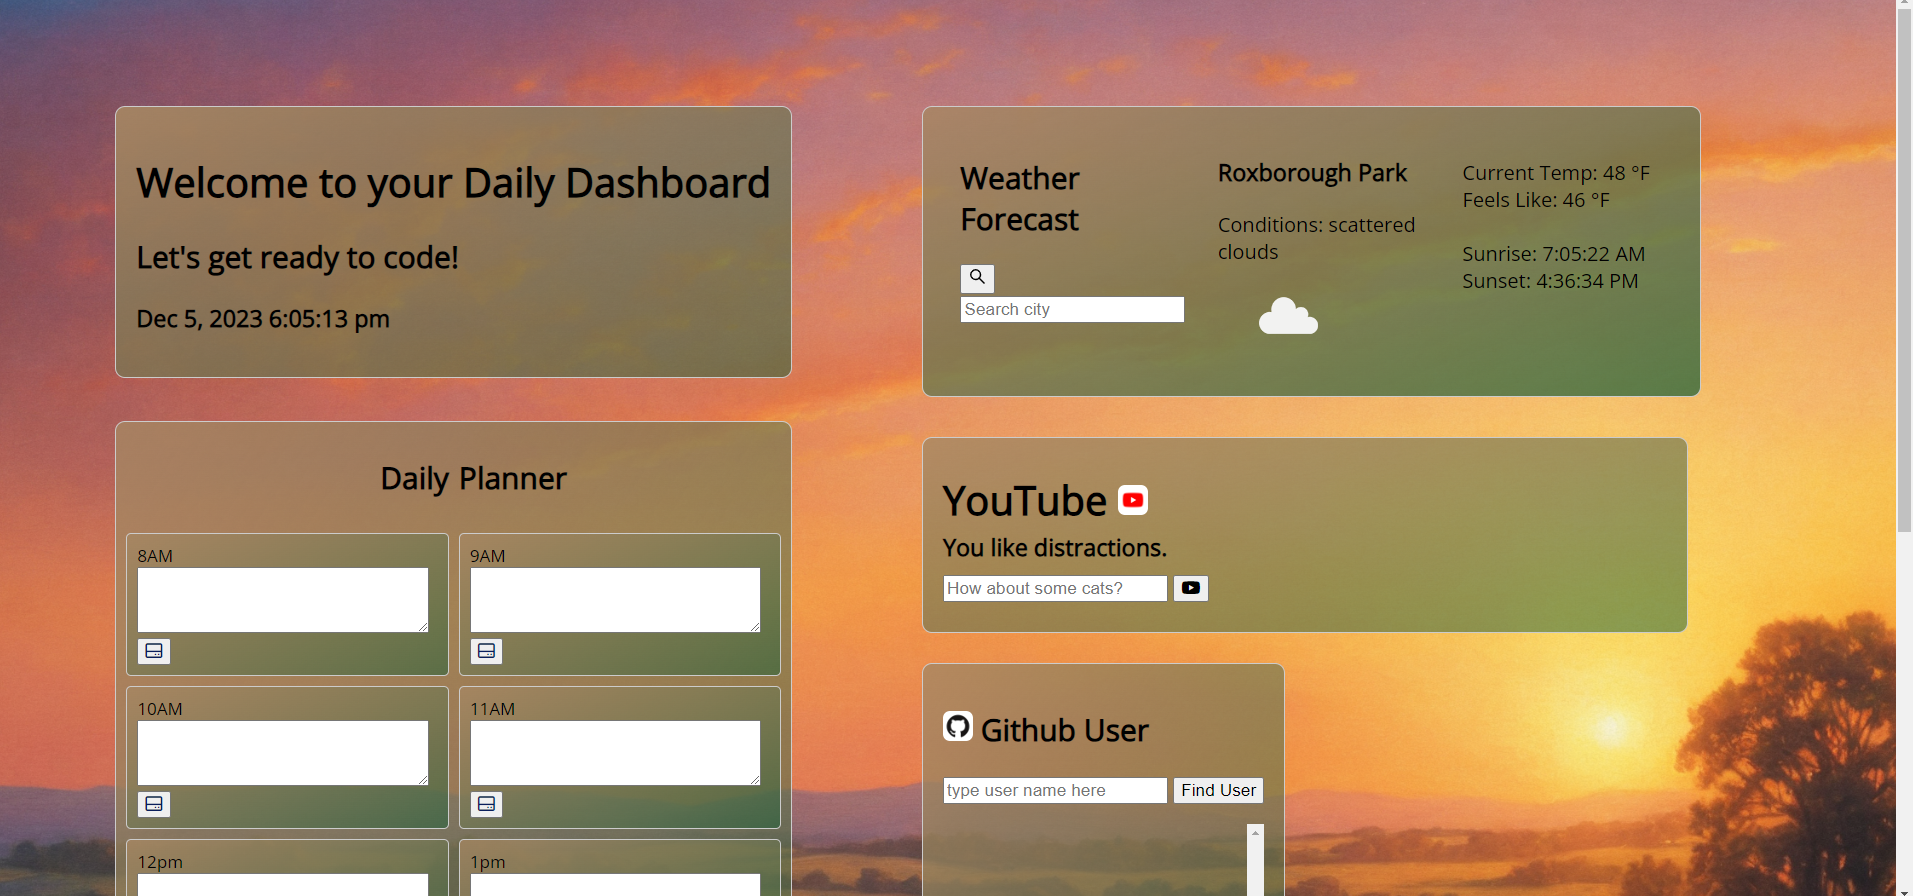 Welcome to your Daily Dashboard
Let's get ready to code!
Dec 5, 2023 6:05:13 pm
Weather
Forecast
Search city
Roxborough Park
Conditions: scattered
clouds
Current Temp: 48 °F
Feels Like: 46 °F
Sunrise: 7:05:22 AM
Sunset: 4:36:34 PM
Daily Planner
8AM
9AM
10AM
11AM
12pm
1pm
YouTube
You like distractions.
How about some cats?
Github User
type user name here
Find User